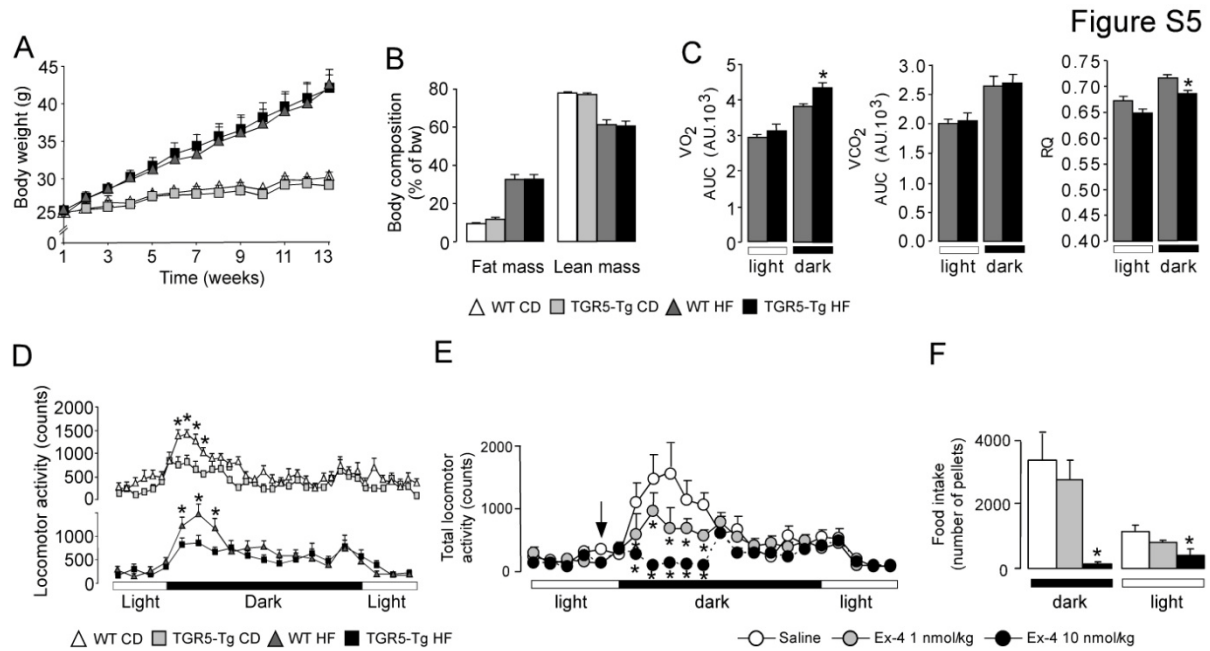 Figure S5
A
Body weight (g)
45
40
35
30
25
0
1 3 5 7 9 11 13
Time (weeks)
B
Body composition
(% of bw)
80
60
40
20
0
Fat mass Lean mass
C
VO2
AUC (AU.10³)
5
4
3
2
1
0
light dark
*
VCO2
AUC (AU.10³)
3.0
2.5
2.0
1.5
1.0
0.5
0.0
light dark
RQ
0.75
0.70
0.65
0.60
0.55
0.50
0.45
0.40
light dark
*
WT CD TGR5-Tg CD WT HF TGR5-Tg HF
D
Locomotor activity (counts)
2000
1500
1000
500
* * * *
1500
1000
500
0
* * *
Light Dark Light
WT CD TGR5-Tg CD WT HF TGR5-Tg HF
E
Total locomotor
activity (counts)
2000
1500
1000
500
0
* * * *
* * * * *
light dark light
F
Food intake
(number of pellets)
4000
2000
0
* *
dark light
Saline Ex-4 1 nmol/kg Ex-4 10 nmol/kg